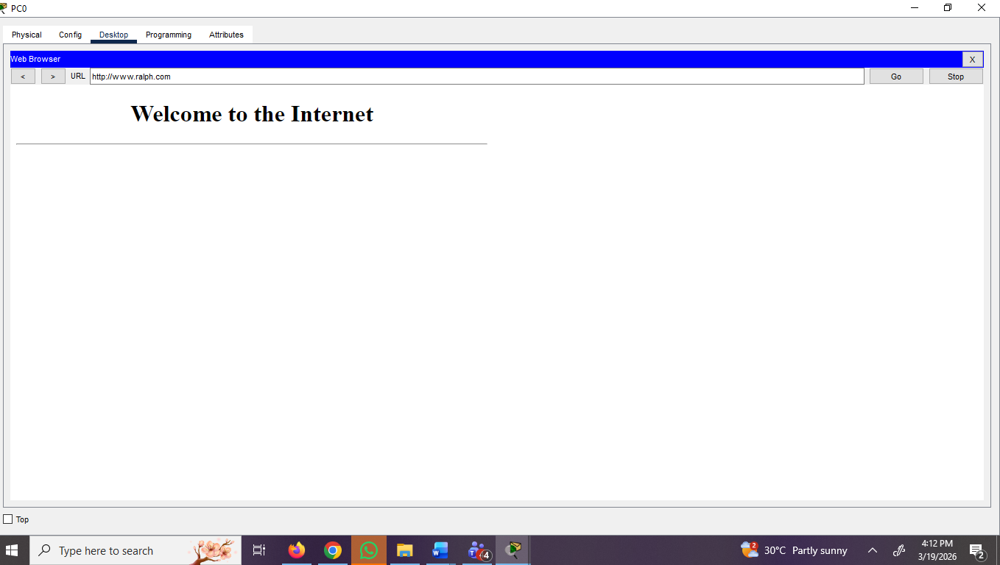 PC0
Physical Config Desktop Programming Attributes
Web Browser X
< > URL http://www.ralph.com Go Stop
Welcome to the Internet
Top
Type here to search
W
T
4
2
30°C Partly sunny
4:12 PM
3/19/2026
2